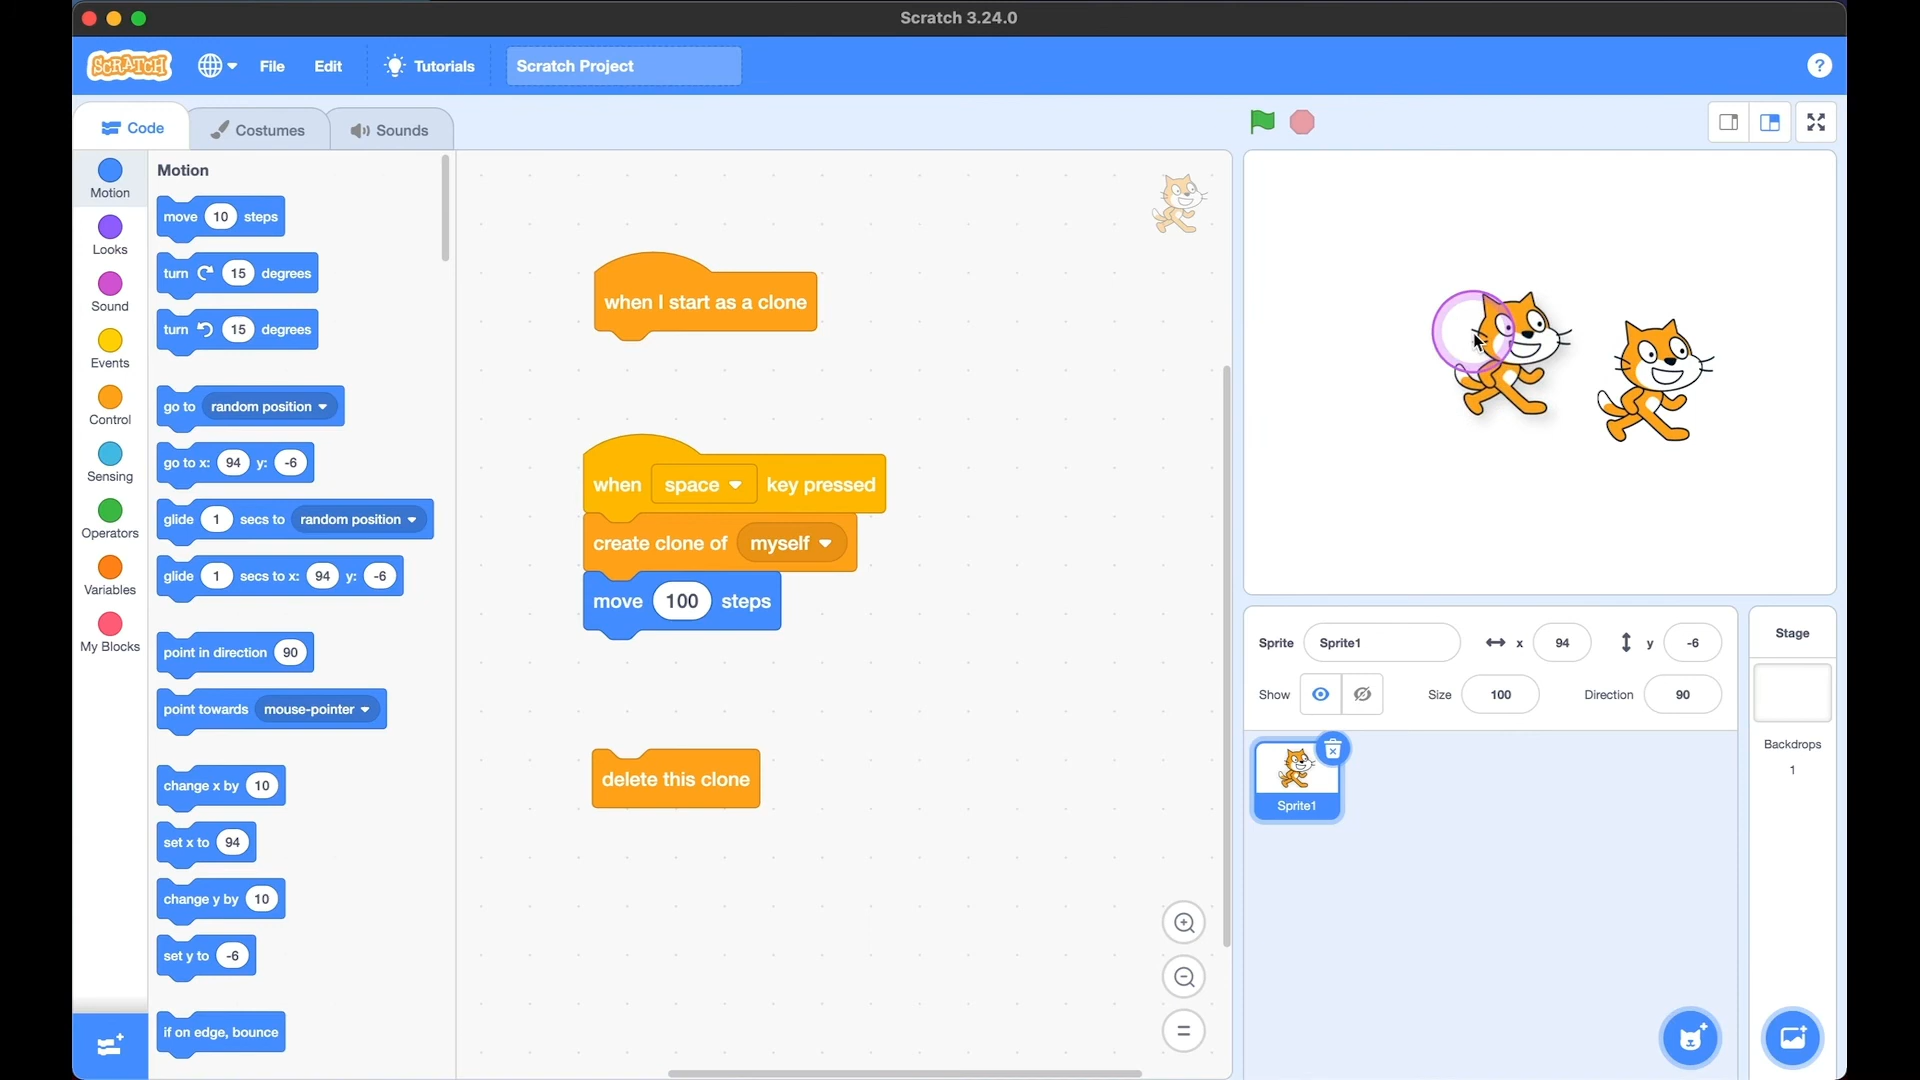 Scratch 3.24.0
SCRATCH
File
Edit
Tutorials
Scratch Project
?
Code
Costumes
Sounds
Motion
Looks
Sound
Events
Control
Sensing
Operators
Variables
My Blocks
Motion
move 10 steps
turn 15 degrees
turn 15 degrees
go to random position
go to x: 94 y: -6
glide 1 secs to random position
glide 1 secs to x: 94 y: -6
point in direction 90
point towards mouse-pointer
change x by 10
set x to 94
change y by 10
set y to -6
if on edge, bounce
when I start as a clone
when space key pressed
create clone of myself
move 100 steps
delete this clone
Sprite Sprite1 x 94 y -6
Show Size 100 Direction 90
Sprite1
Stage
Backdrops
1